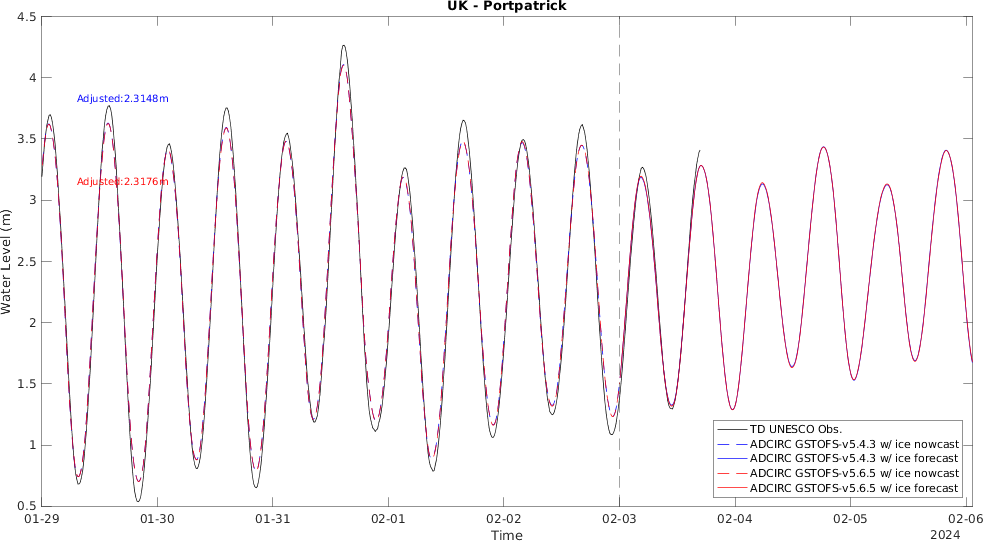 UK - Portpatrick
4.5
4
3.5
3
2.5
2
1.5
1
0.5
Water Level (m)
Adjusted:2.3148m
Adjusted:2.3176m
TD UNESCO Obs.
ADCIRC GSTOFS-v5.4.3 w/ ice nowcast
ADCIRC GSTOFS-v5.4.3 w/ ice forecast
ADCIRC GSTOFS-v5.6.5 w/ ice nowcast
ADCIRC GSTOFS-v5.6.5 w/ ice forecast
01-29 01-30 01-31 02-01 02-02 02-03 02-04 02-05 02-06
Time
2024